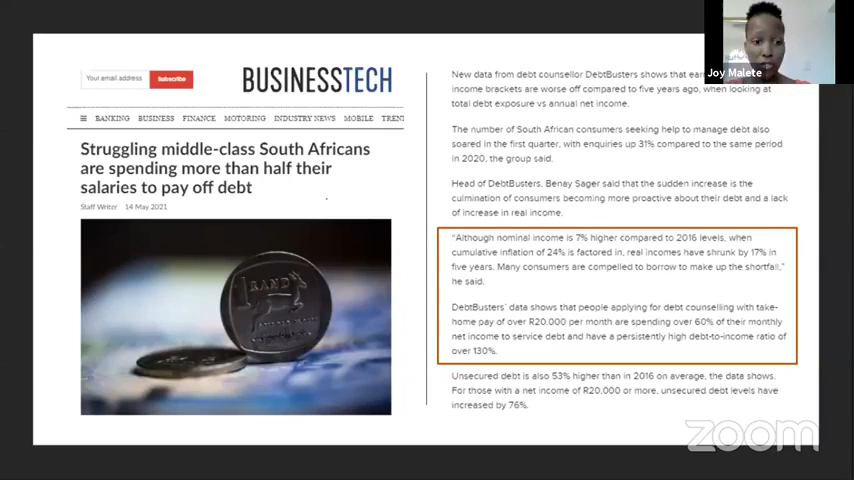 Joy Malete
Your email address
Subscribe
BUSINESSTECH
BANKING BUSINESS FINANCE MOTORING INDUSTRY NEWS MOBILE TREN
Struggling middle-class South Africans
are spending more than half their
salaries to pay off debt
Staff Writer 14 May 2021
RAND
New data from debt counsellor DebtBusters shows that
income brackets are worse off compared to five years ago, when looking at
total debt exposure vs annual net income.
The number of South African consumers seeking help to manage debt also
soared in the first quarter, with enquiries up 31% compared to the same period
in 2020, the group said.
Head of DebtBusters, Benay Sager said that the sudden increase is the
culmination of consumers becoming more proactive about their debt and a lack
of increase in real income.
“Although nominal income is 7% higher compared to 2016 levels, when
cumulative inflation of 24% is factored in, real incomes have shrunk by 17% in
five years. Many consumers are compelled to borrow to make up the shortfall,”
he said.
DebtBusters’ data shows that people applying for debt counselling with take-
home pay of over R20,000 per month are spending over 60% of their monthly
net income to service debt and have a persistently high debt-to-income ratio of
over 130%.
Unsecured debt is also 53% higher than in 2016 on average, the data shows.
For those with a net income of R20,000 or more, unsecured debt levels have
increased by 76%.
zoom